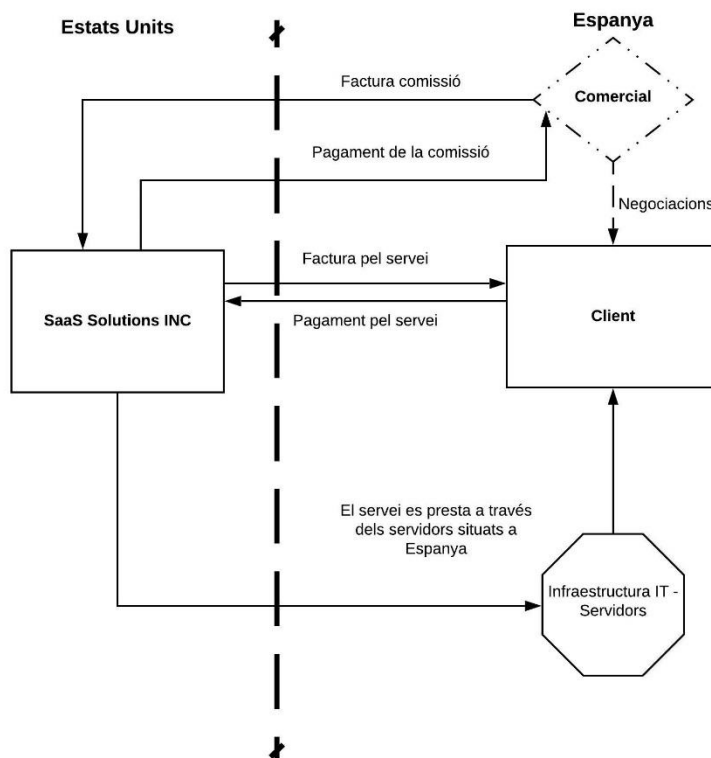 Estats Units
Espanya
Factura comissió
Comercial
Pagament de la comissió
Negociacions
Factura pel servei
SaaS Solutions INC
Client
Pagament pel servei
El servei es presta a través
dels servidors situats a
Espanya
Infraestructura IT -
Servidors